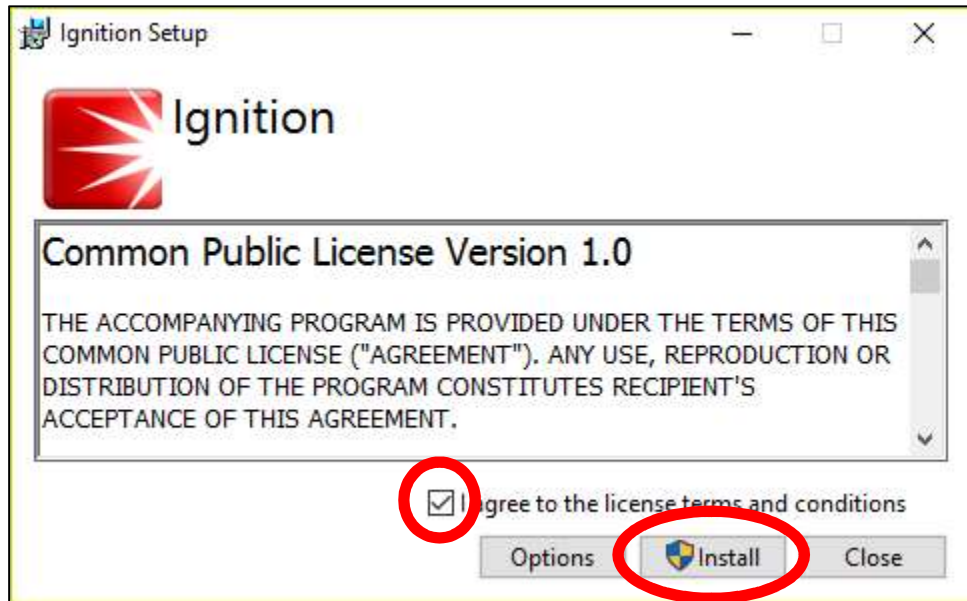 Ignition Setup
Ignition
Common Public License Version 1.0
THE ACCOMPANYING PROGRAM IS PROVIDED UNDER THE TERMS OF THIS
COMMON PUBLIC LICENSE ("AGREEMENT"). ANY USE, REPRODUCTION OR
DISTRIBUTION OF THE PROGRAM CONSTITUTES RECIPIENT'S
ACCEPTANCE OF THIS AGREEMENT.
I agree to the license terms and conditions
Options Install Close